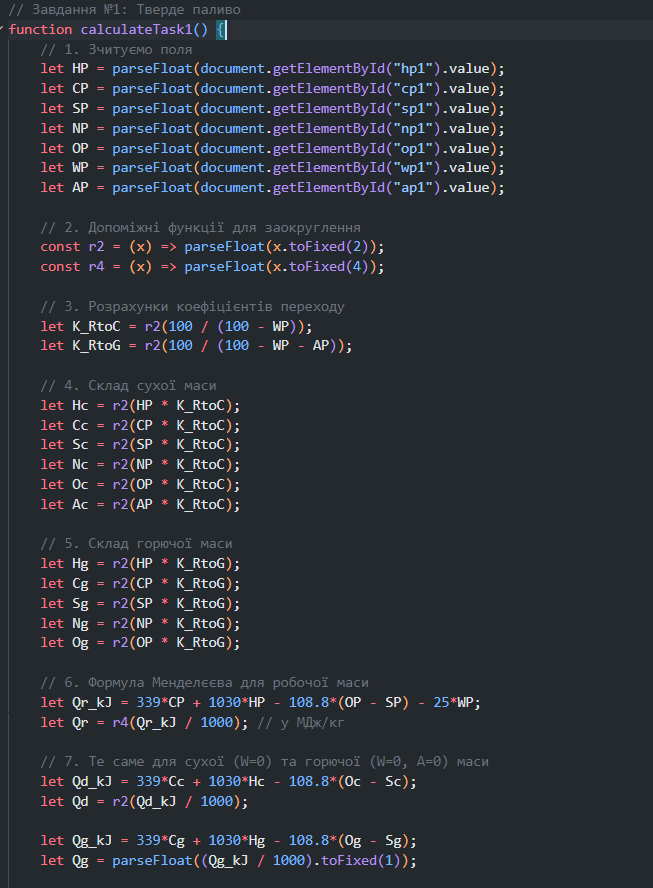 // Завдання №1: Тверде паливо
function calculateTask1() {
// 1. Зчитуємо поля
let HP = parseFloat(document.getElementById("hp1").value);
let CP = parseFloat(document.getElementById("cp1").value);
let SP = parseFloat(document.getElementById("sp1").value);
let NP = parseFloat(document.getElementById("np1").value);
let OP = parseFloat(document.getElementById("op1").value);
let WP = parseFloat(document.getElementById("wp1").value);
let AP = parseFloat(document.getElementById("ap1").value);
// 2. Допоміжні функції для заокруглення
const r2 = (x) => parseFloat(x.toFixed(2));
const r4 = (x) => parseFloat(x.toFixed(4));
// 3. Розрахунки коефіцієнтів переходу
let K_RtoC = r2(100 / (100 - WP));
let K_RtoG = r2(100 / (100 - WP - AP));
// 4. Склад сухої маси
let Hc = r2(HP * K_RtoC);
let Cc = r2(CP * K_RtoC);
let Sc = r2(SP * K_RtoC);
let Nc = r2(NP * K_RtoC);
let Oc = r2(OP * K_RtoC);
let Ac = r2(AP * K_RtoC);
// 5. Склад горючої маси
let Hg = r2(HP * K_RtoG);
let Cg = r2(CP * K_RtoG);
let Sg = r2(SP * K_RtoG);
let Ng = r2(NP * K_RtoG);
let Og = r2(OP * K_RtoG);
// 6. Формула Менделєєва для робочої маси
let Qr_kJ = 339*CP + 1030*HP - 108.8*(OP - SP) - 25*WP;
let Qr = r4(Qr_kJ / 1000); // у МДж/кг
// 7. Те саме для сухої (W=0) та горючої (W=0, A=0) маси
let Qd_kJ = 339*Cc + 1030*Hc - 108.8*(Oc - Sc);
let Qd = r2(Qd_kJ / 1000);
let Qg_kJ = 339*Cg + 1030*Hg - 108.8*(Og - Sg);
let Qg = parseFloat((Qg_kJ / 1000).toFixed(1));